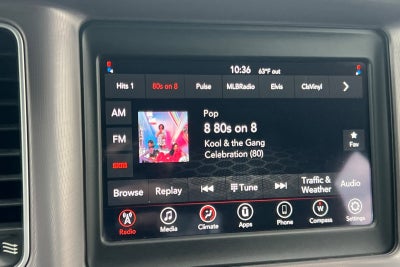 10:36 63°F out
Hits 1 80s on 8 Pulse MLBRadio Elvis ClsVinyl
AM
FM
Pop
8 80s on 8
Kool & the Gang
Celebration (80)
Fav
Browse Replay Tune Traffic & Weather Audio
Radio Media Climate Apps Phone Compass Settings
W